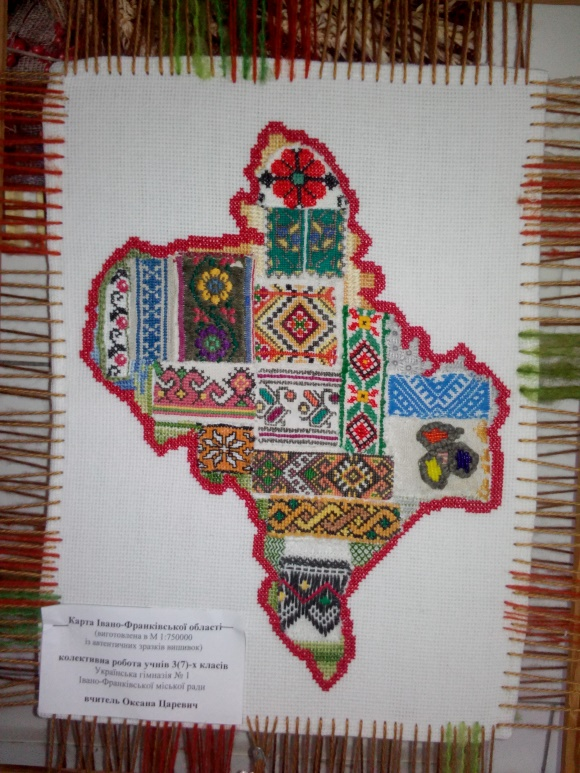 Карта Івано-Франківської області
(виготовлена в М 1:750000
із автентичних зразків вишивок)
колективна робота учнів 3(7)-х класів
Українська гімназія № 1
Івано-Франківської міської ради
вчитель Оксана Царевич